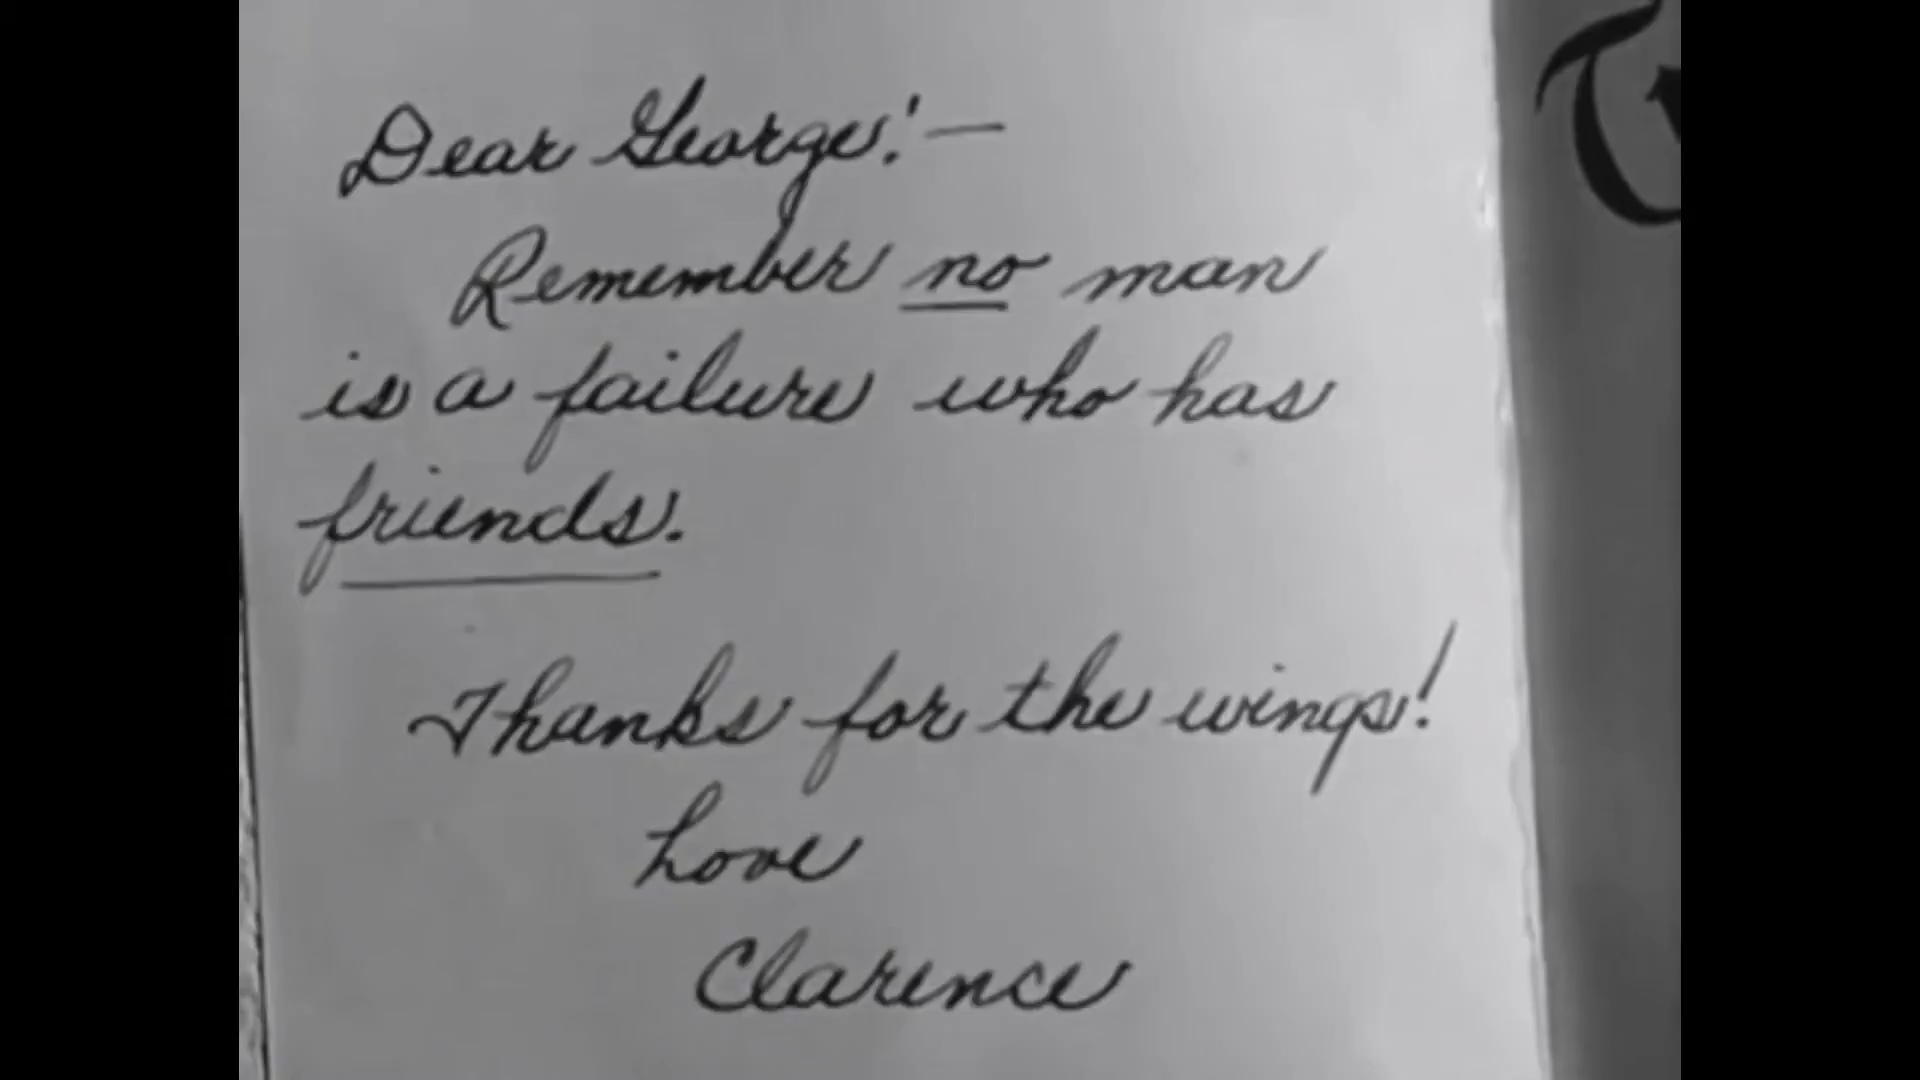 Dear George:—
Remember no man
is a failure who has
friends.
Thanks for the wings!
Love
Clarence